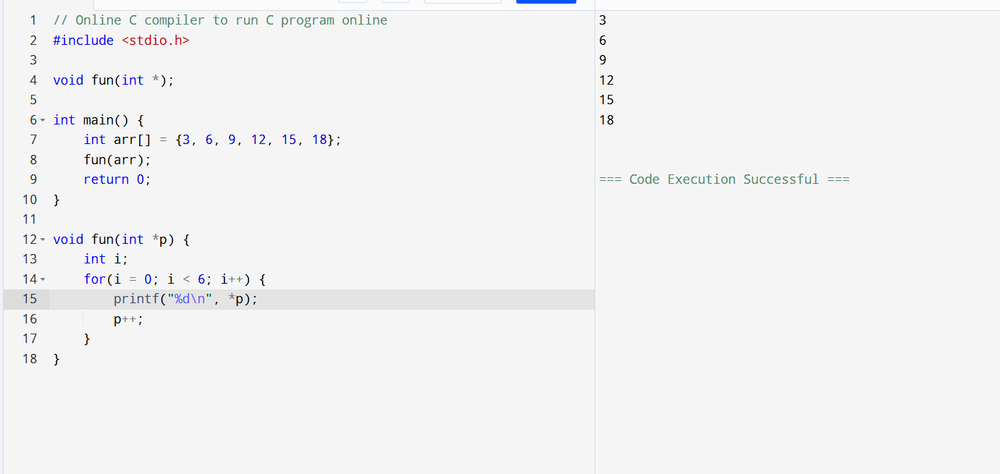 1 // Online C compiler to run C program online
2 #include <stdio.h>
3
4 void fun(int *);
5
6 int main() {
7     int arr[] = {3, 6, 9, 12, 15, 18};
8     fun(arr);
9     return 0;
10 }
11
12 void fun(int *p) {
13     int i;
14     for(i = 0; i < 6; i++) {
15         printf("%d\n", *p);
16         p++;
17     }
18 }
3
6
9
12
15
18
=== Code Execution Successful ===